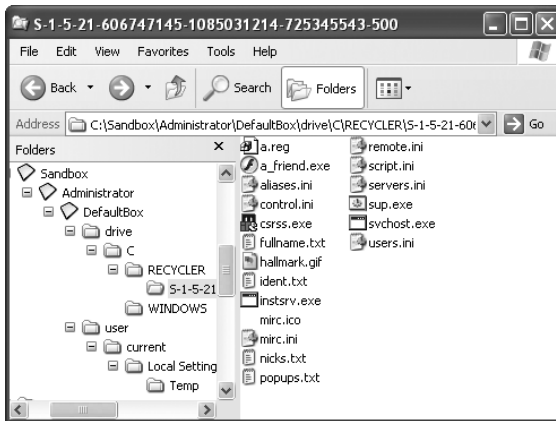 S-1-5-21-606747145-1085031214-725345543-500
File Edit View Favorites Tools Help
Back Search Folders
Address C:\Sandbox\Administrator\DefaultBox\drive\C\RECYCLER\S-1-5-21-606 Go
Folders
Sandbox
Administrator
DefaultBox
drive
C
RECYCLER
S-1-5-21
WINDOWS
user
current
Local Setting
Temp
a.reg
a_friend.exe
aliases.ini
control.ini
csrss.exe
fullname.txt
hallmark.gif
ident.txt
instsrv.exe
mirc.ico
mirc.ini
nicks.txt
popups.txt
remote.ini
script.ini
servers.ini
sup.exe
svchost.exe
users.ini